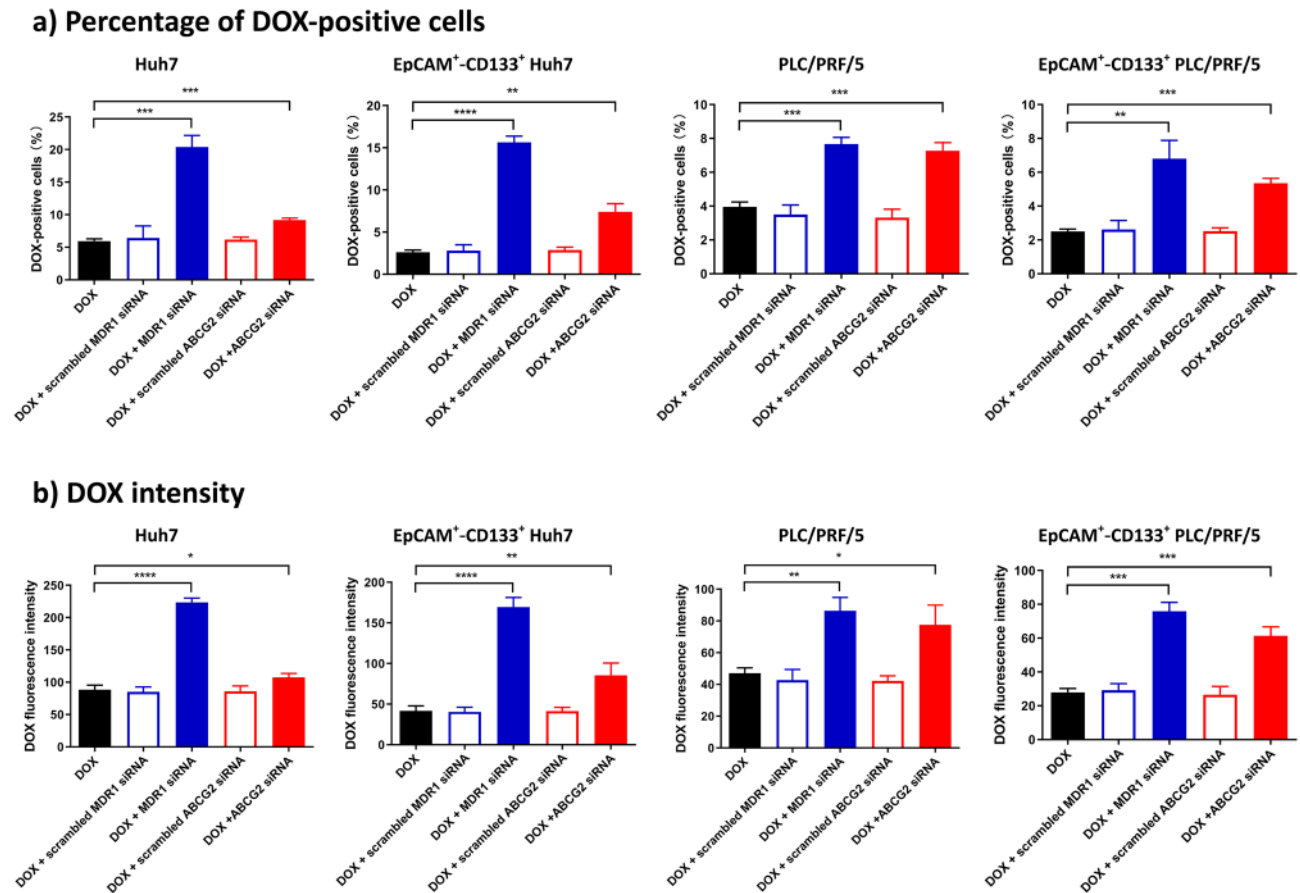 a) Percentage of DOX-positive cells
Huh7
DOX-positive cells (%)
25
20
15
10
5
0
***
***
DOX
DOX + scrambled MDR1 siRNA
DOX + MDR1 siRNA
DOX + scrambled ABCG2 siRNA
DOX +ABCG2 siRNA
EpCAM⁺-CD133⁺ Huh7
DOX-positive cells (%)
20
15
10
5
0
**
****
DOX
DOX + scrambled MDR1 siRNA
DOX + MDR1 siRNA
DOX + scrambled ABCG2 siRNA
DOX +ABCG2 siRNA
PLC/PRF/5
DOX-positive cells (%)
10
8
6
4
2
0
***
***
DOX
DOX + scrambled MDR1 siRNA
DOX + MDR1 siRNA
DOX + scrambled ABCG2 siRNA
DOX +ABCG2 siRNA
EpCAM⁺-CD133⁺ PLC/PRF/5
DOX-positive cells (%)
10
8
6
4
2
0
***
**
DOX
DOX + scrambled MDR1 siRNA
DOX + MDR1 siRNA
DOX + scrambled ABCG2 siRNA
DOX +ABCG2 siRNA
b) DOX intensity
Huh7
DOX fluorescence intensity
250
200
150
100
50
0
*
****
DOX
DOX + scrambled MDR1 siRNA
DOX + MDR1 siRNA
DOX + scrambled ABCG2 siRNA
DOX +ABCG2 siRNA
EpCAM⁺-CD133⁺ Huh7
DOX fluorescence intensity
200
150
100
50
0
**
****
DOX
DOX + scrambled MDR1 siRNA
DOX + MDR1 siRNA
DOX + scrambled ABCG2 siRNA
DOX +ABCG2 siRNA
PLC/PRF/5
DOX fluorescence intensity
100
80
60
40
20
0
*
**
DOX
DOX + scrambled MDR1 siRNA
DOX + MDR1 siRNA
DOX + scrambled ABCG2 siRNA
DOX +ABCG2 siRNA
EpCAM⁺-CD133⁺ PLC/PRF/5
DOX fluorescence intensity
100
80
60
40
20
0
***
***
DOX
DOX + scrambled MDR1 siRNA
DOX + MDR1 siRNA
DOX + scrambled ABCG2 siRNA
DOX +ABCG2 siRNA